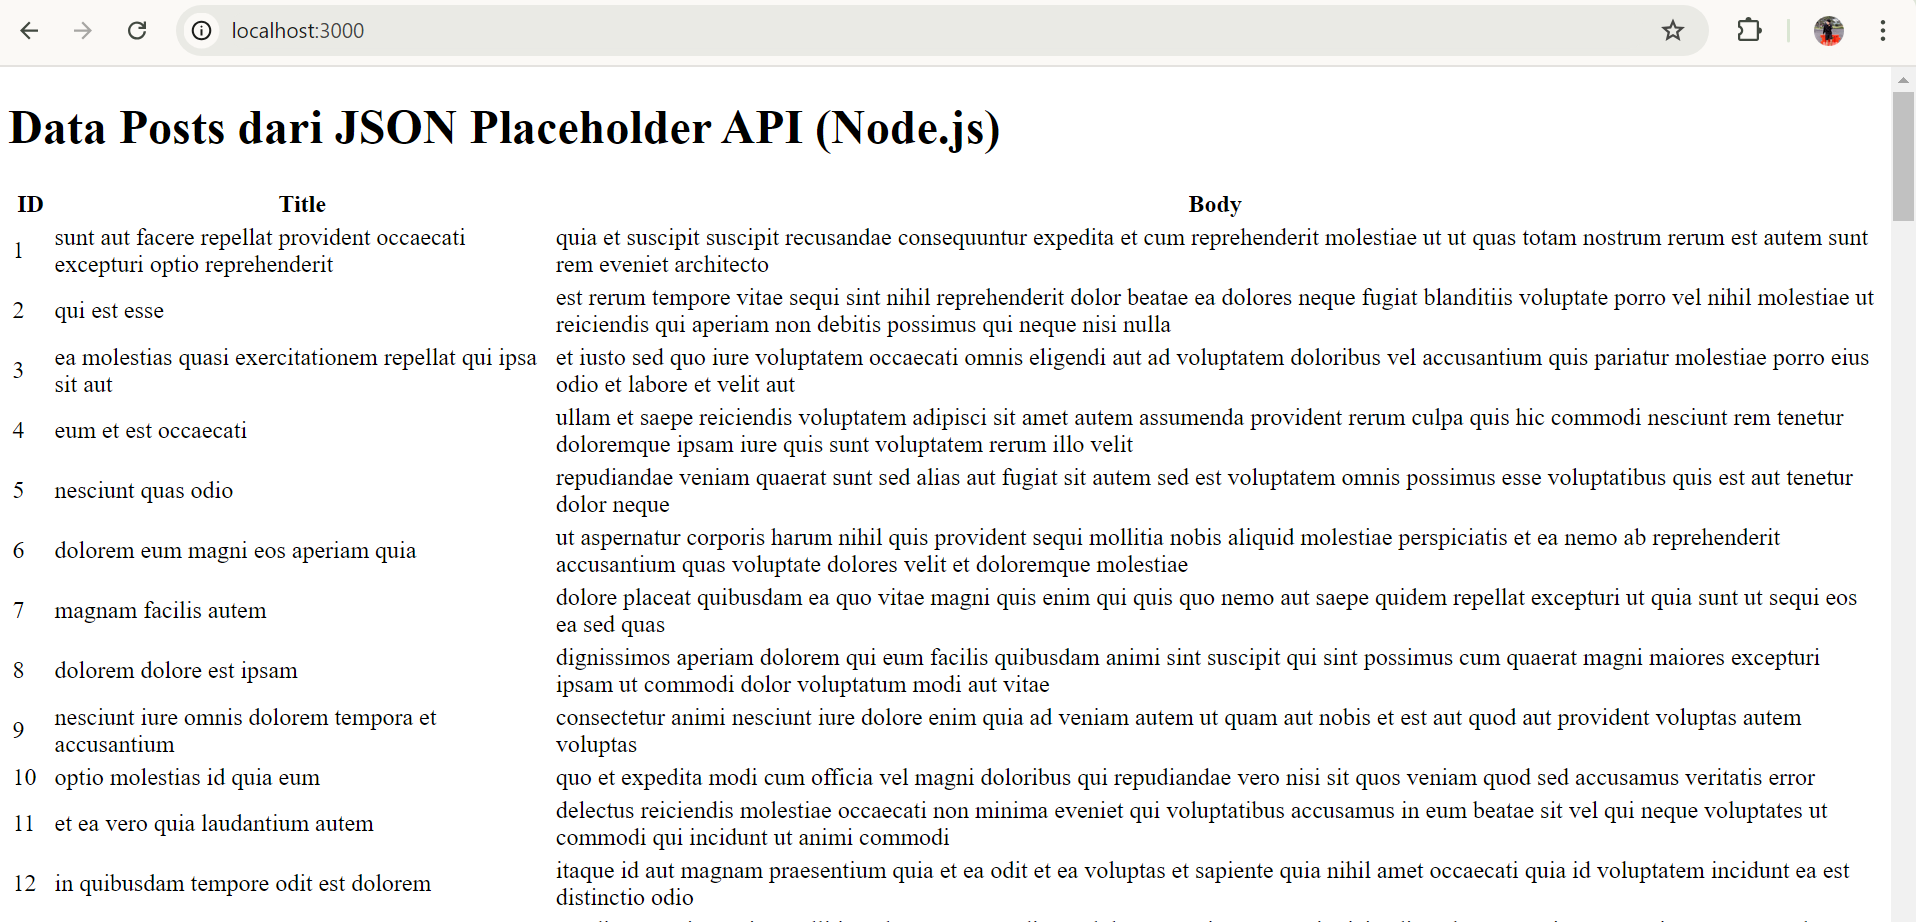 localhost:3000
Data Posts dari JSON Placeholder API (Node.js)
ID Title Body
1 sunt aut facere repellat provident occaecati excepturi optio reprehenderit quia et suscipit suscipit recusandae consequuntur expedita et cum reprehenderit molestiae ut ut quas totam nostrum rerum est autem sunt
rem eveniet architecto
2 qui est esse est rerum tempore vitae sequi sint nihil reprehenderit dolor beatae ea dolores neque fugiat blanditiis voluptate porro vel nihil molestiae ut
reiciendis qui aperiam non debitis possimus qui neque nisi nulla
3 ea molestias quasi exercitationem repellat qui ipsa sit aut et iusto sed quo iure voluptatem occaecati omnis eligendi aut ad voluptatem doloribus vel accusantium quis pariatur molestiae porro eius
odio et labore et velit aut
4 eum et est occaecati ullam et saepe reiciendis voluptatem adipisci sit amet autem assumenda provident rerum culpa quis hic commodi nesciunt rem tenetur
doloremque ipsam iure quis sunt voluptatem rerum illo velit
5 nesciunt quas odio repudiandae veniam quaerat sunt sed alias aut fugiat sit autem sed est voluptatem omnis possimus esse voluptatibus quis est aut tenetur
dolor neque
6 dolorem eum magni eos aperiam quia ut aspernatur corporis harum nihil quis provident sequi mollitia nobis aliquid molestiae perspiciatis et ea nemo ab reprehenderit
accusantium quas voluptate dolores velit et doloremque molestiae
7 magnam facilis autem dolore placeat quibusdam ea quo vitae magni quis enim qui quis quo nemo aut saepe quidem repellat excepturi ut quia sunt ut sequi eos
ea sed quas
8 dolorem dolore est ipsam dignissimos aperiam dolorem qui eum facilis quibusdam animi sint suscipit qui sint possimus cum quaerat magni maiores excepturi
ipsam ut commodi dolor voluptatum modi aut vitae
9 nesciunt iure omnis dolorem tempora et accusantium consectetur animi nesciunt iure dolore enim quia ad veniam autem ut quam aut nobis et est aut quod aut provident voluptas autem
voluptas
10 optio molestias id quia eum quo et expedita modi cum officia vel magni doloribus qui repudiandae vero nisi sit quos veniam quod sed accusamus veritatis error
11 et ea vero quia laudantium autem delectus reiciendis molestiae occaecati non minima eveniet qui voluptatibus accusamus in eum beatae sit vel qui neque voluptates ut
commodi qui incidunt ut animi commodi
12 in quibusdam tempore odit est dolorem itaque id aut magnam praesentium quia et ea odit et ea voluptas et sapiente quia nihil amet occaecati quia id voluptatem incidunt ea est
distinctio odio